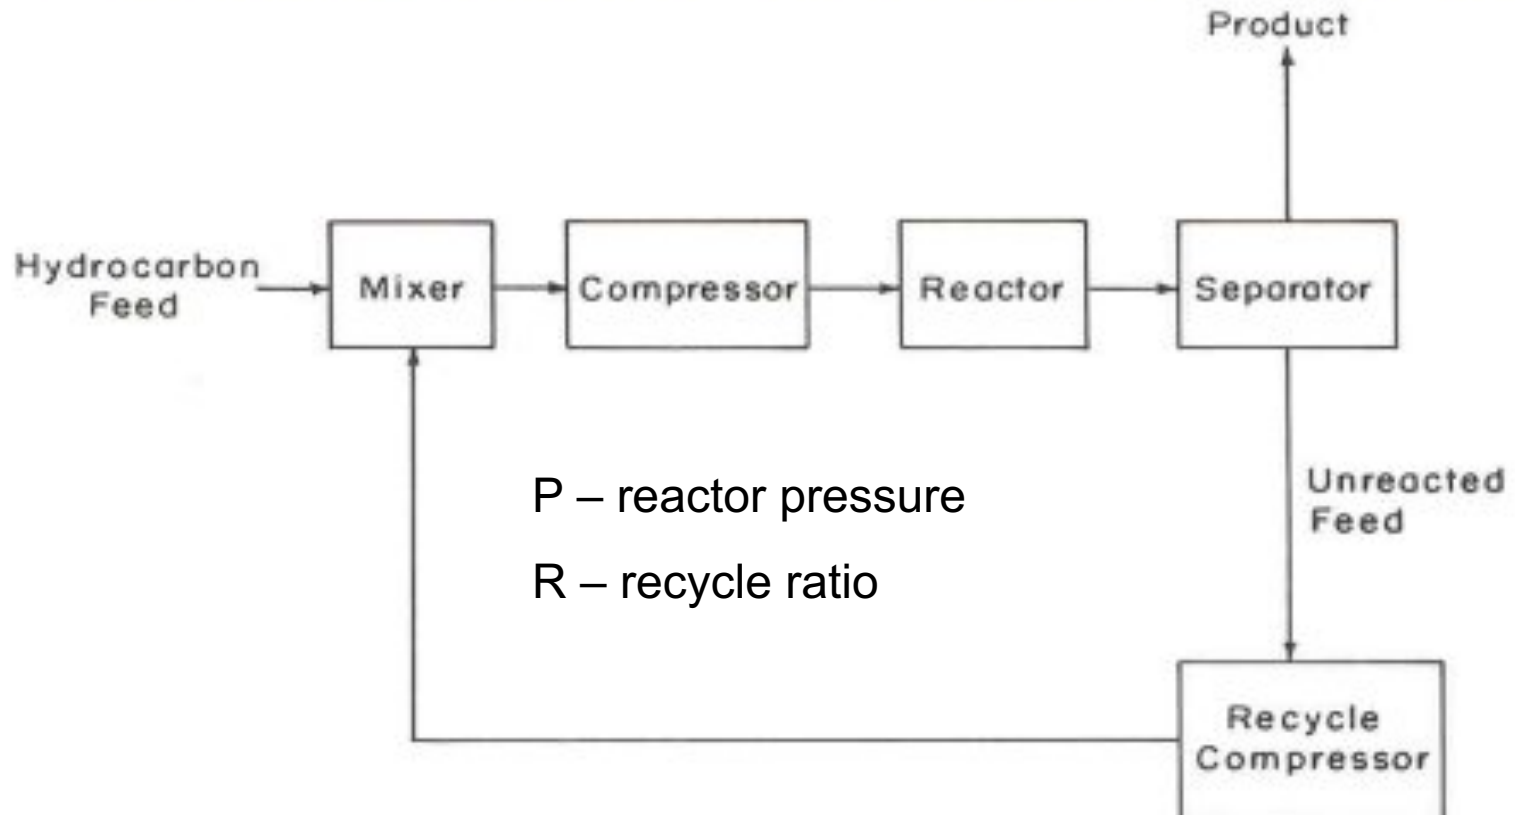 Product
Hydrocarbon
Feed
Mixer
Compressor
Reactor
Separator
P – reactor pressure
R – recycle ratio
Unreacted
Feed
Recycle
Compressor